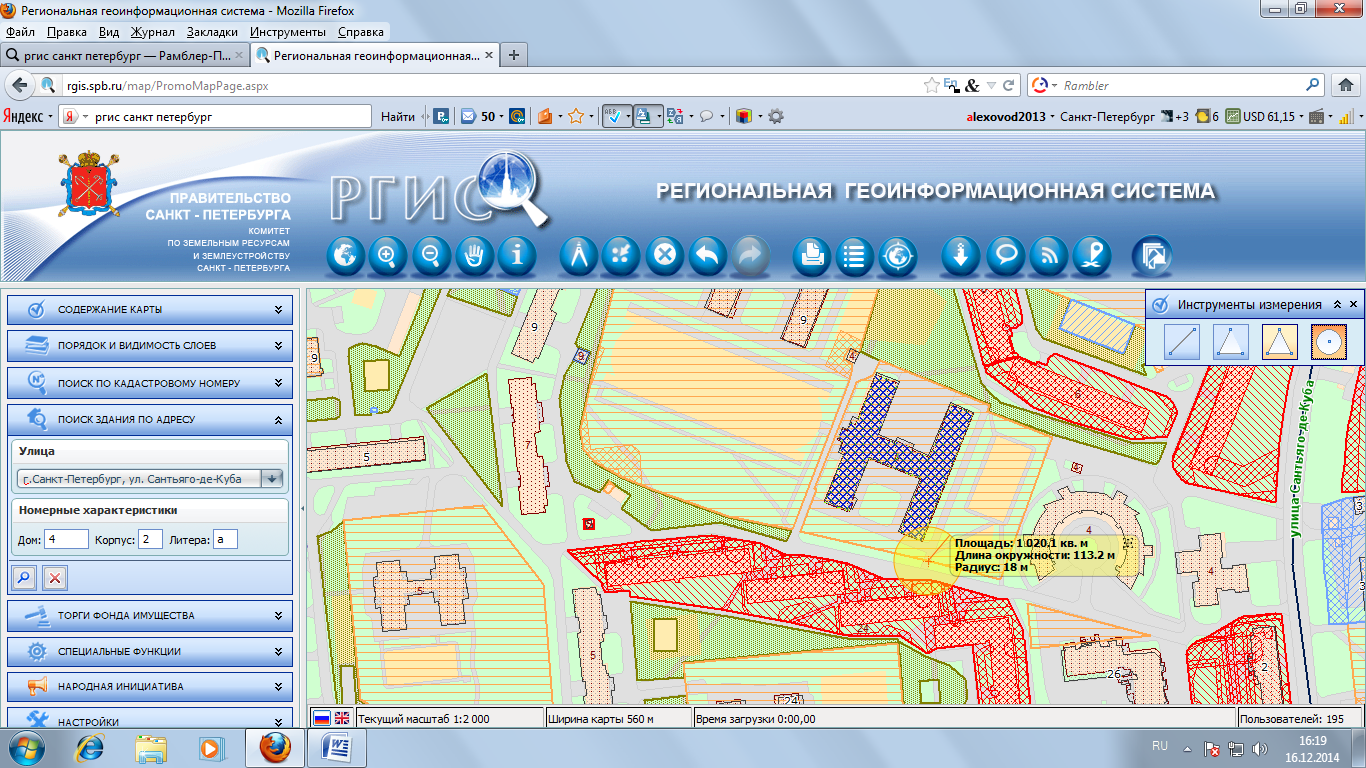 Региональная геоинформационная система - Mozilla Firefox
Файл Правка Вид Журнал Закладки Инструменты Справка
ргис санкт петербург — Рамблер-П...
Региональная геоинформационная...
rgis.spb.ru/map/PromoMapPage.aspx
Rambler
Яндекс
ргис санкт петербург
Найти
50
alexovod2013
Санкт-Петербург
+3
6
USD 61,15
ПРАВИТЕЛЬСТВО
САНКТ - ПЕТЕРБУРГА
КОМИТЕТ
ПО ЗЕМЕЛЬНЫМ РЕСУРСАМ
И ЗЕМЛЕУСТРОЙСТВУ
САНКТ - ПЕТЕРБУРГА
РГИС
РЕГИОНАЛЬНАЯ ГЕОИНФОРМАЦИОННАЯ СИСТЕМА
СОДЕРЖАНИЕ КАРТЫ
ПОРЯДОК И ВИДИМОСТЬ СЛОЕВ
ПОИСК ПО КАДАСТРОВОМУ НОМЕРУ
ПОИСК ЗДАНИЯ ПО АДРЕСУ
Улица
г.Санкт-Петербург, ул. Сантьяго-де-Куба
Номерные характеристики
Дом: 4 Корпус: 2 Литера: а
ТОРГИ ФОНДА ИМУЩЕСТВА
СПЕЦИАЛЬНЫЕ ФУНКЦИИ
НАРОДНАЯ ИНИЦИАТИВА
НАСТРОЙКИ
Инструменты измерения
9
9
9
7
5
4
4
5
2
24
26
улица Сантьяго-де-Куба
Площадь: 1 020,1 кв. м
Длина окружности: 113.2 м
Радиус: 18 м
Текущий масштаб 1:2 000
Ширина карты 560 м
Время загрузки 0:00,00
Пользователей: 195
RU
16:19
16.12.2014